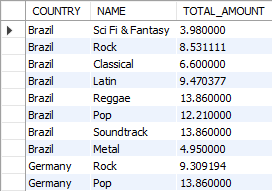 COUNTRY NAME TOTAL_AMOUNT
Brazil Sci Fi & Fantasy 3.980000
Brazil Rock 8.531111
Brazil Classical 6.600000
Brazil Latin 9.470377
Brazil Reggae 13.860000
Brazil Pop 12.210000
Brazil Soundtrack 13.860000
Brazil Metal 4.950000
Germany Rock 9.309194
Germany Pop 13.860000